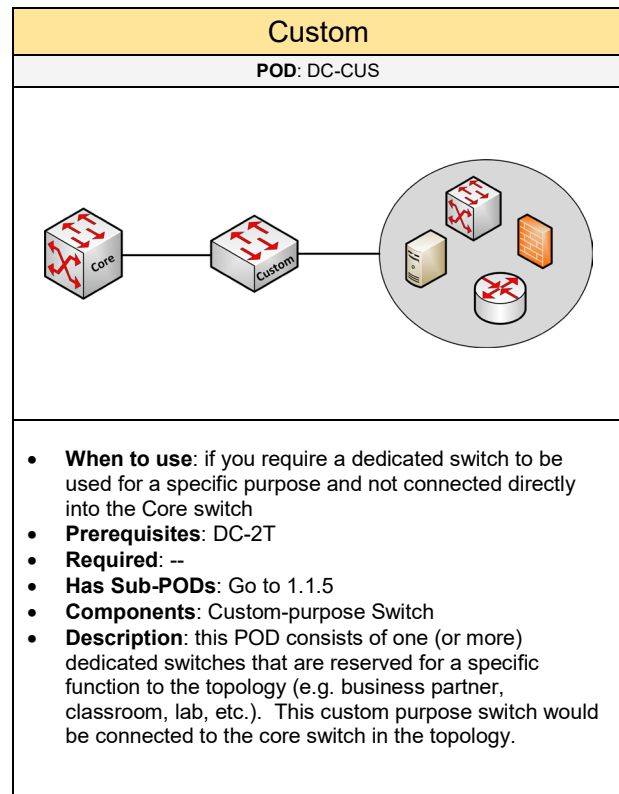 Custom
POD: DC-CUS
Core
Custom
• When to use: if you require a dedicated switch to be
used for a specific purpose and not connected directly
into the Core switch
• Prerequisites: DC-2T
• Required: --
• Has Sub-PODs: Go to 1.1.5
• Components: Custom-purpose Switch
• Description: this POD consists of one (or more)
dedicated switches that are reserved for a specific
function to the topology (e.g. business partner,
classroom, lab, etc.).  This custom purpose switch would
be connected to the core switch in the topology.